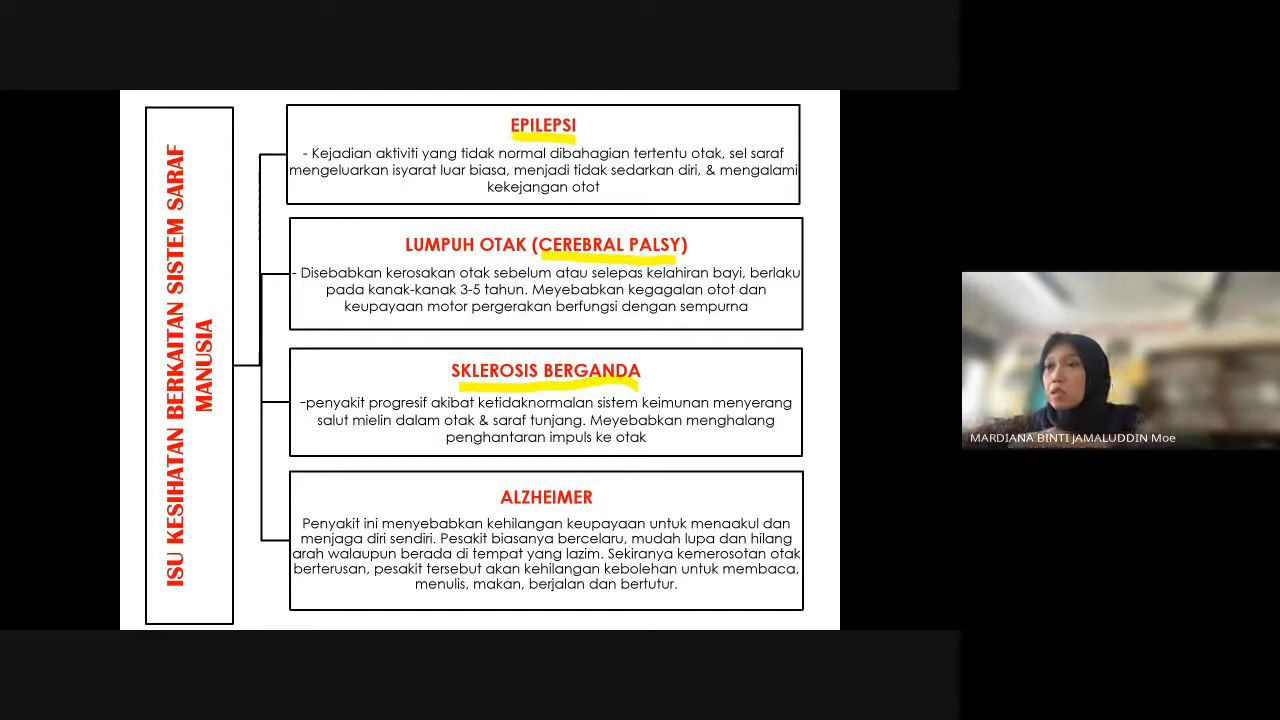 ISU KESIHATAN BERKAITAN SISTEM SARAF
MANUSIA
EPILEPSI
- Kejadian aktiviti yang tidak normal dibahagian tertentu otak, sel saraf
mengeluarkan isyarat luar biasa, menjadi tidak sedarkan diri, & mengalami
kekejangan otot
LUMPUH OTAK (CEREBRAL PALSY)
- Disebabkan kerosakan otak sebelum atau selepas kelahiran bayi, berlaku
pada kanak-kanak 3-5 tahun. Meyebabkan kegagalan otot dan
keupayaan motor pergerakan berfungsi dengan sempurna
SKLEROSIS BERGANDA
-penyakit progresif akibat ketidaknormalan sistem keimunan menyerang
salut mielin dalam otak & saraf tunjang. Meyebabkan menghalang
penghantaran impuls ke otak
ALZHEIMER
Penyakit ini menyebabkan kehilangan keupayaan untuk menaakul dan
menjaga diri sendiri. Pesakit biasanya bercelaru, mudah lupa dan hilang
arah walaupun berada di tempat yang lazim. Sekiranya kemerosotan otak
berterusan, pesakit tersebut akan kehilangan kebolehan untuk membaca,
menulis, makan, berjalan dan bertutur.
MARDIANA BINTI JAMALUDDIN Moe